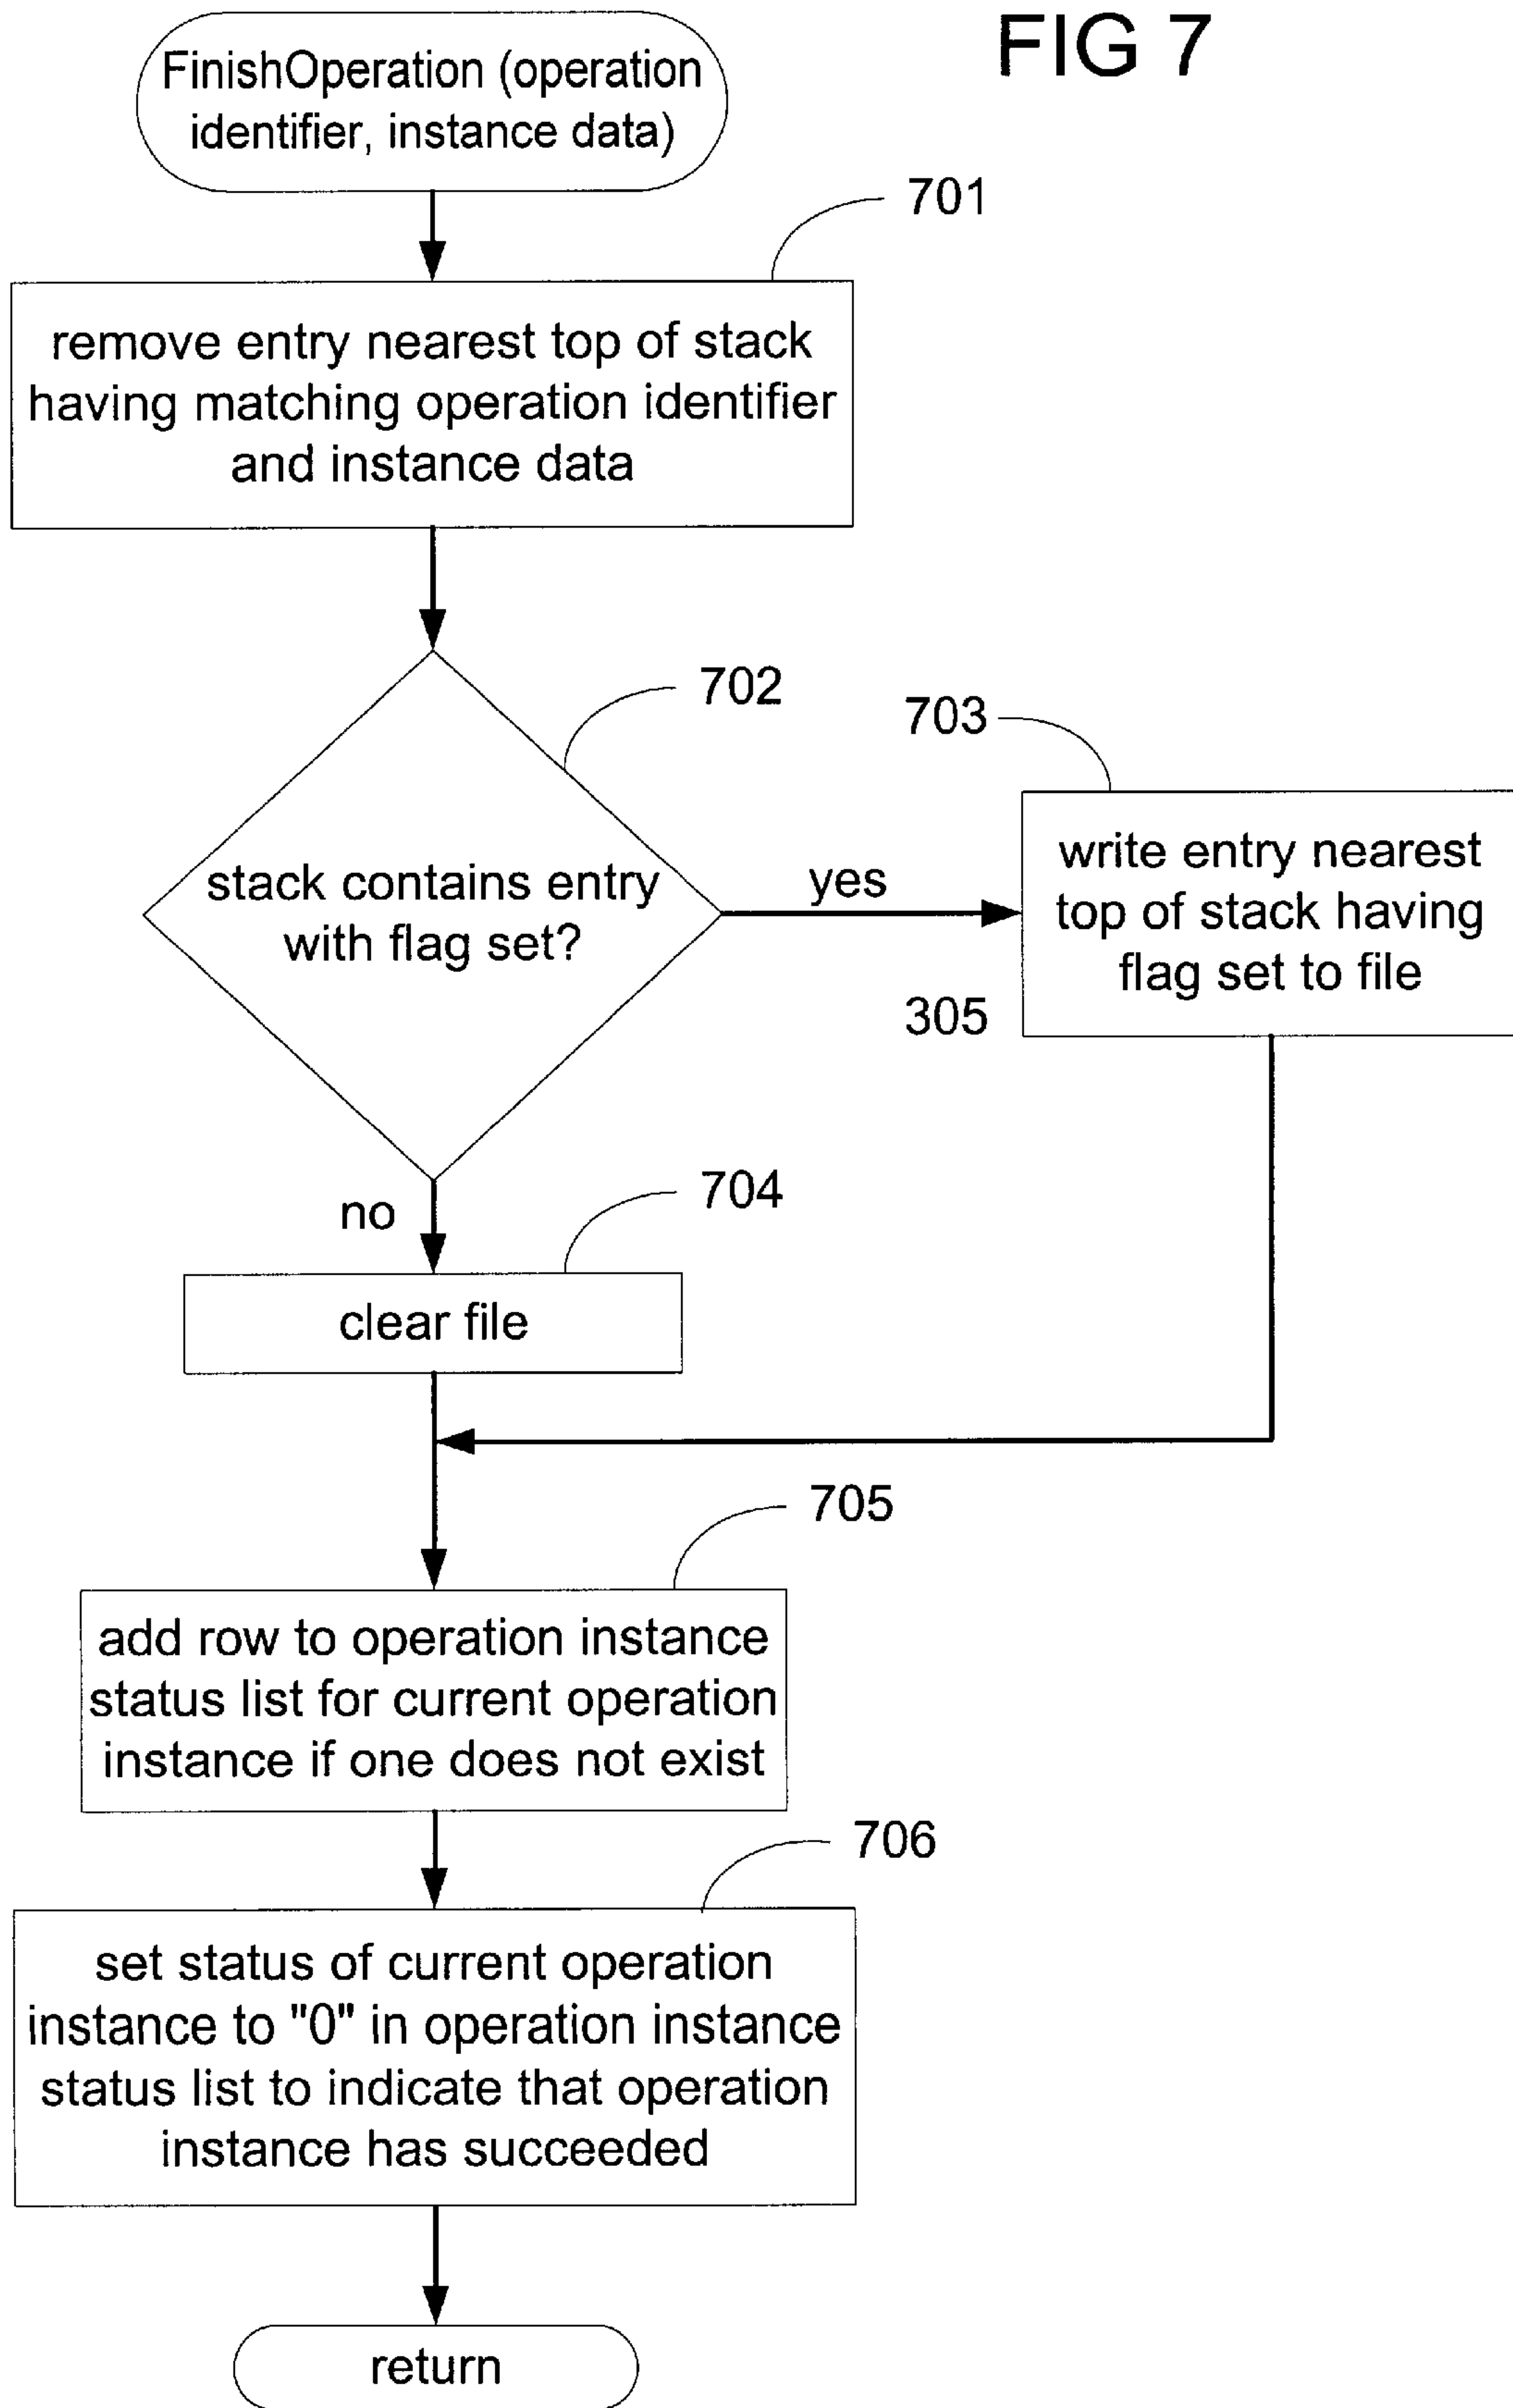 FIG 7
FinishOperation (operation
identifier, instance data)
701
remove entry nearest top of stack
having matching operation identifier
and instance data
702
703
stack contains entry
with flag set?
yes
write entry nearest
top of stack having
flag set to file
305
no
704
clear file
705
add row to operation instance
status list for current operation
instance if one does not exist
706
set status of current operation
instance to "0" in operation instance
status list to indicate that operation
instance has succeeded
return